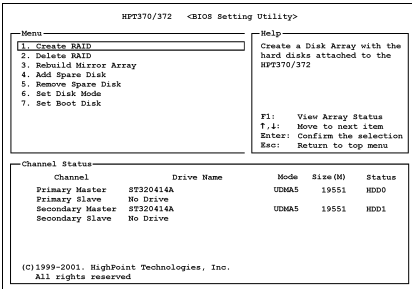 HPT370/372 <BIOS Setting Utility>
Menu
1. Create RAID
2. Delete RAID
3. Rebuild Mirror Array
4. Add Spare Disk
5. Remove Spare Disk
6. Set Disk Mode
7. Set Boot Disk
Help
Create a Disk Array with the
hard disks attached to the
HPT370/372
F1: View Array Status
↑,↓: Move to next item
Enter: Confirm the selection
Esc: Return to top menu
Channel Status
Channel Drive Name Mode Size(M) Status
Primary Master ST320414A UDMA5 19551 HDD0
Primary Slave No Drive
Secondary Master ST320414A UDMA5 19551 HDD1
Secondary Slave No Drive
(C)1999-2001. HighPoint Technologies, Inc.
All rights reserved